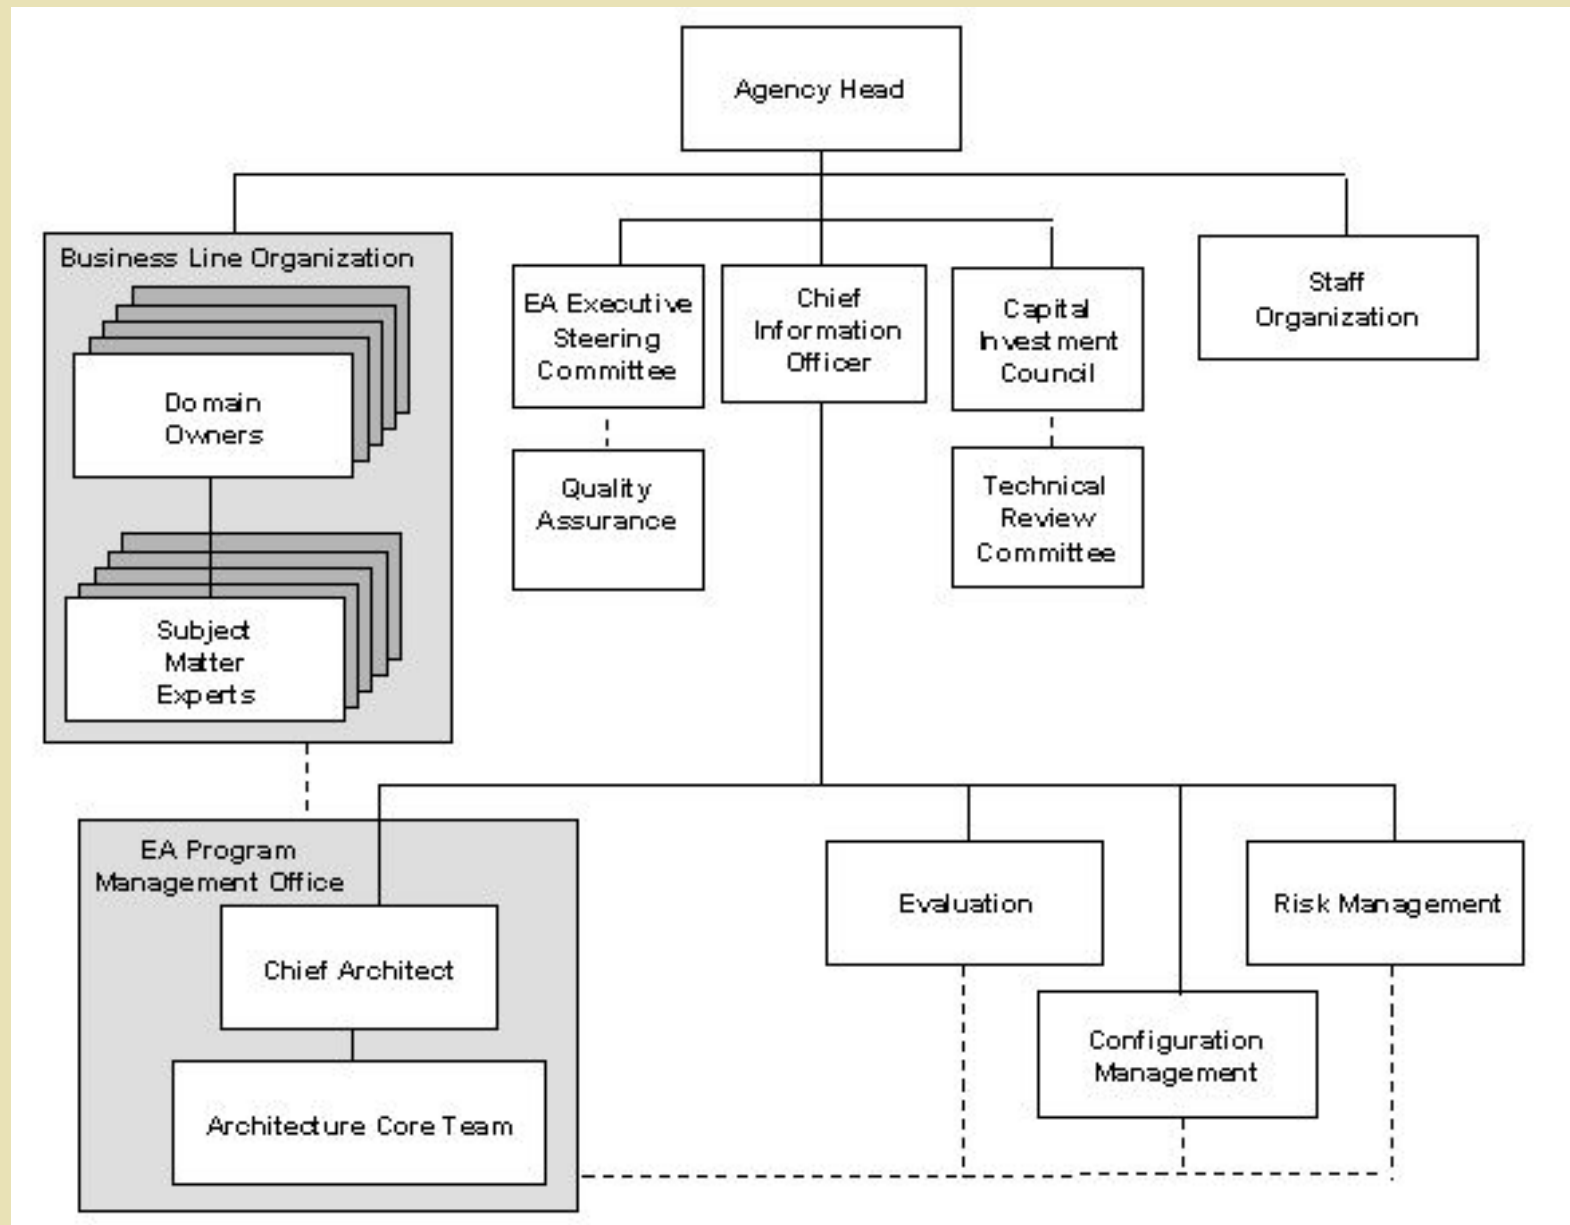 Agency Head
Business Line Organization
Domain
Owners
Subject
Matter
Experts
EA Executive
Steering
Committee
Quality
Assurance
Chief
Information
Officer
Capital
Investment
Council
Technical
Review
Committee
Staff
Organization
EA Program
Management Office
Chief Architect
Architecture Core Team
Evaluation
Configuration
Management
Risk Management